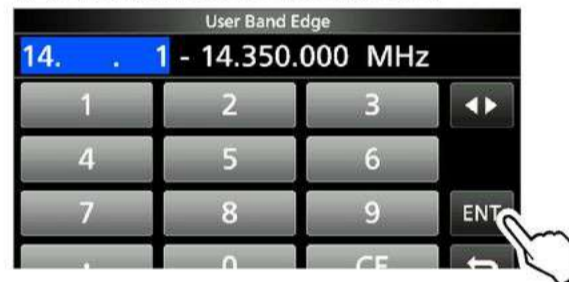 User Band Edge
14. . 1 - 14.350.000 MHz
1 2 3
4 5 6
7 8 9 ENT
. 0 CE